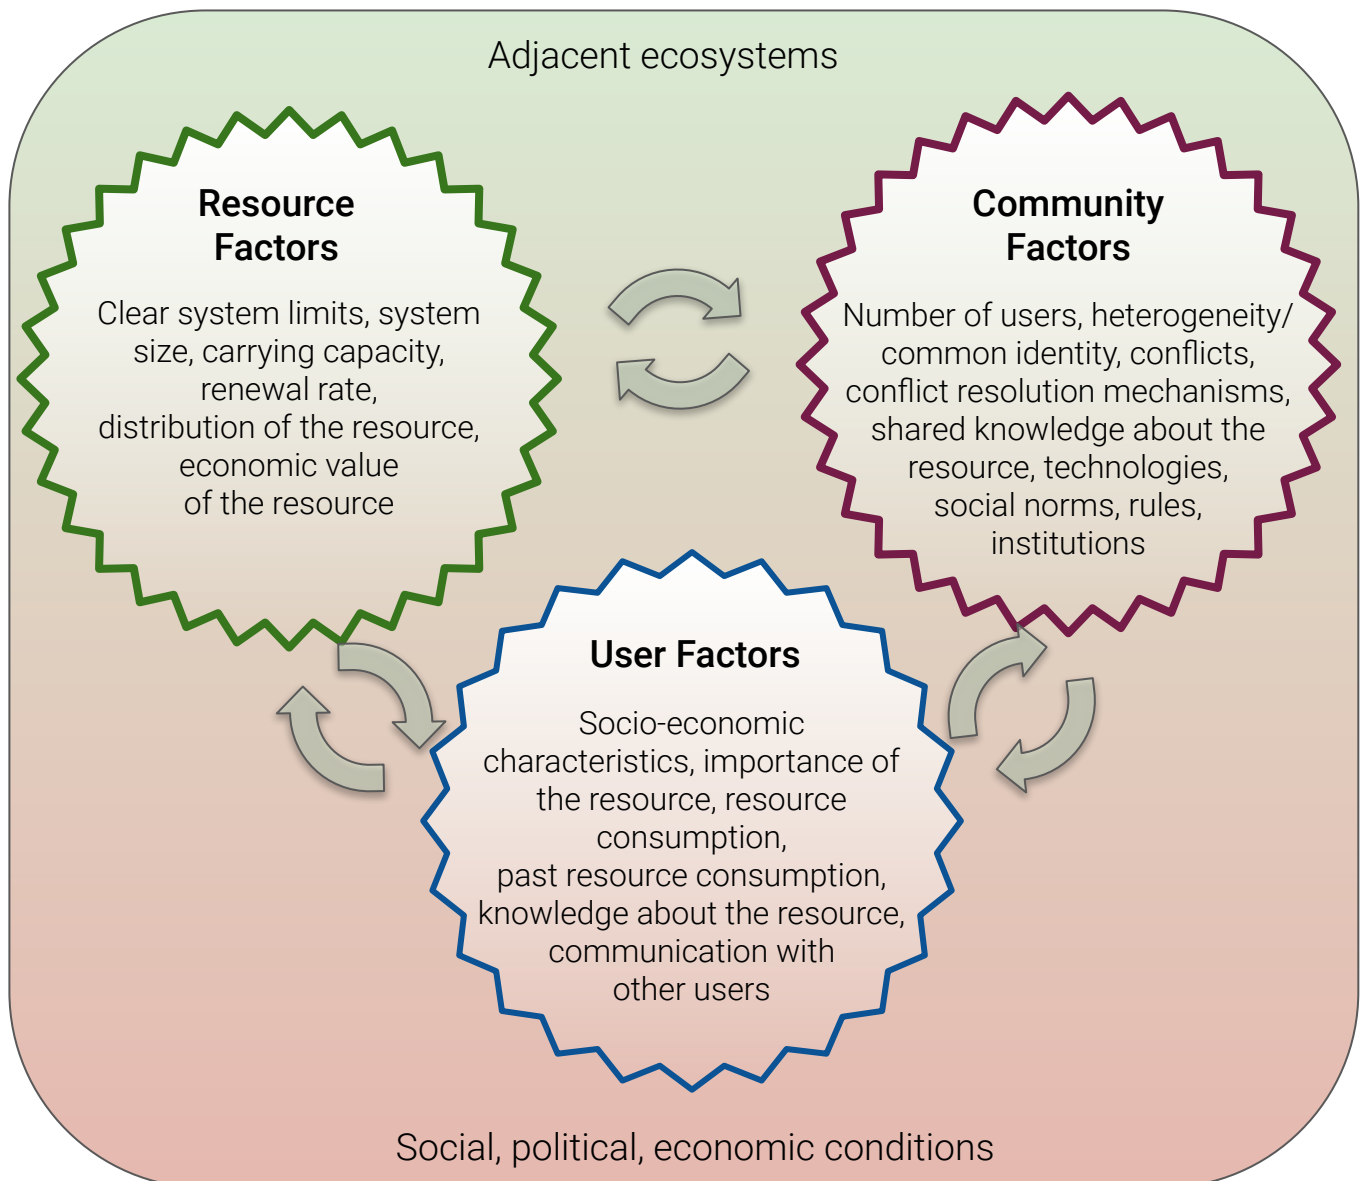 Adjacent ecosystems
Resource
Factors
Clear system limits, system
size, carrying capacity,
renewal rate,
distribution of the resource,
economic value
of the resource
Community
Factors
Number of users, heterogeneity/
common identity, conflicts,
conflict resolution mechanisms,
shared knowledge about the
resource, technologies,
social norms, rules,
institutions
User Factors
Socio-economic
characteristics, importance of
the resource, resource
consumption,
past resource consumption,
knowledge about the resource,
communication with
other users
Social, political, economic conditions